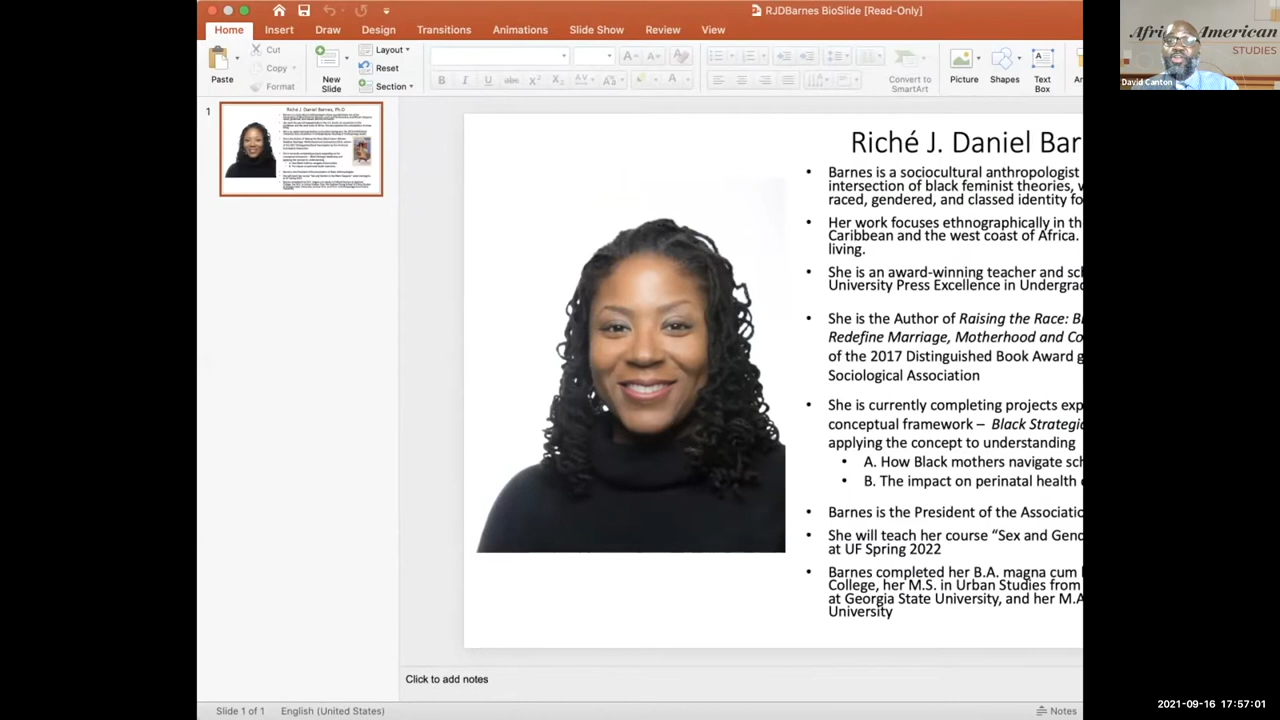 RJDBarnes BioSlide [Read-Only]
Home Insert Draw Design Transitions Animations Slide Show Review View
Paste
Cut
Copy
Format
New
Slide
Layout
Reset
Section
Convert to
SmartArt
Picture
Shapes
Text
Box
1
Riché J. Daniel Barnes, Ph.D
Riché J. Daniel Bar
• Barnes is a sociocultural anthropologist
intersection of black feminist theories, w
raced, gendered, and classed identity fo
• Her work focuses ethnographically in th
Caribbean and the west coast of Africa.
living.
• She is an award-winning teacher and sch
University Press Excellence in Undergrad
• She is the Author of Raising the Race: Bl
Redefine Marriage, Motherhood and Co
of the 2017 Distinguished Book Award g
Sociological Association
• She is currently completing projects exp
conceptual framework – Black Strategic
applying the concept to understanding
• A. How Black mothers navigate sch
• B. The impact on perinatal health o
• Barnes is the President of the Associatio
• She will teach her course “Sex and Gend
at UF Spring 2022
• Barnes completed her B.A. magna cum l
College, her M.S. in Urban Studies from
at Georgia State University, and her M.A
University
Click to add notes
Slide 1 of 1 English (United States)
Notes
African American
STUDIES
David Canton
2021-09-16 17:57:01